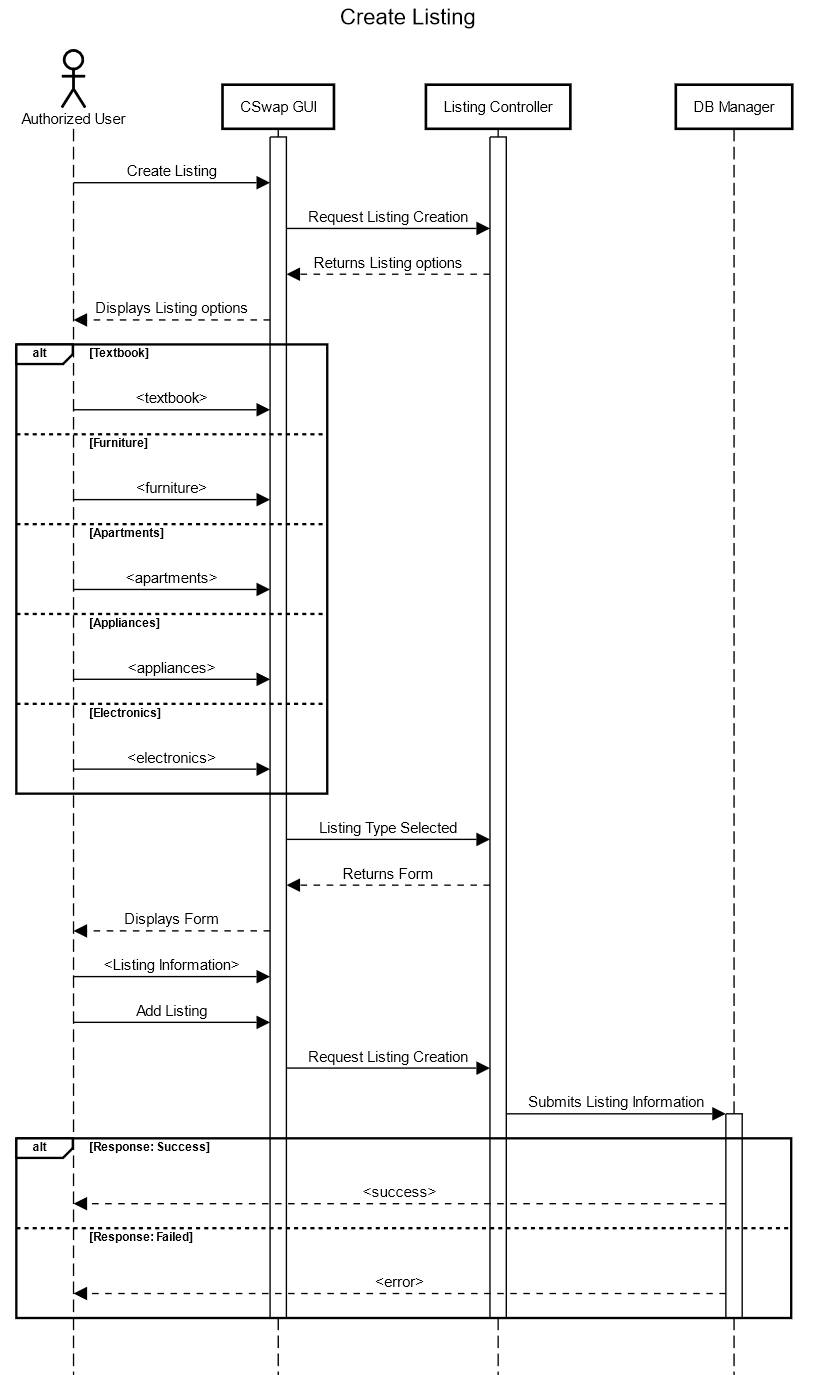 Create Listing
Authorized User
CSwap GUI
Listing Controller
DB Manager
Create Listing
Request Listing Creation
Returns Listing options
Displays Listing options
alt
[Textbook]
<textbook>
[Furniture]
<furniture>
[Apartments]
<apartments>
[Appliances]
<appliances>
[Electronics]
<electronics>
Listing Type Selected
Returns Form
Displays Form
<Listing Information>
Add Listing
Request Listing Creation
Submits Listing Information
alt
[Response: Success]
<success>
[Response: Failed]
<error>